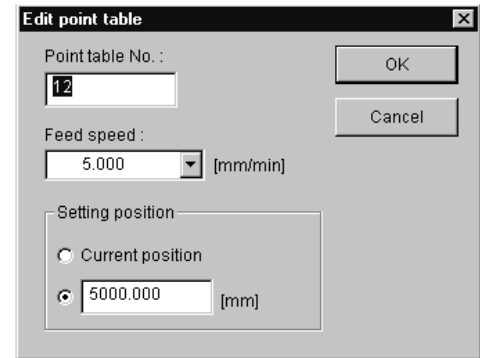 Edit point table
Point table No. :
12
OK
Cancel
Feed speed :
5.000 [mm/min]
Setting position
Current position
5000.000 [mm]